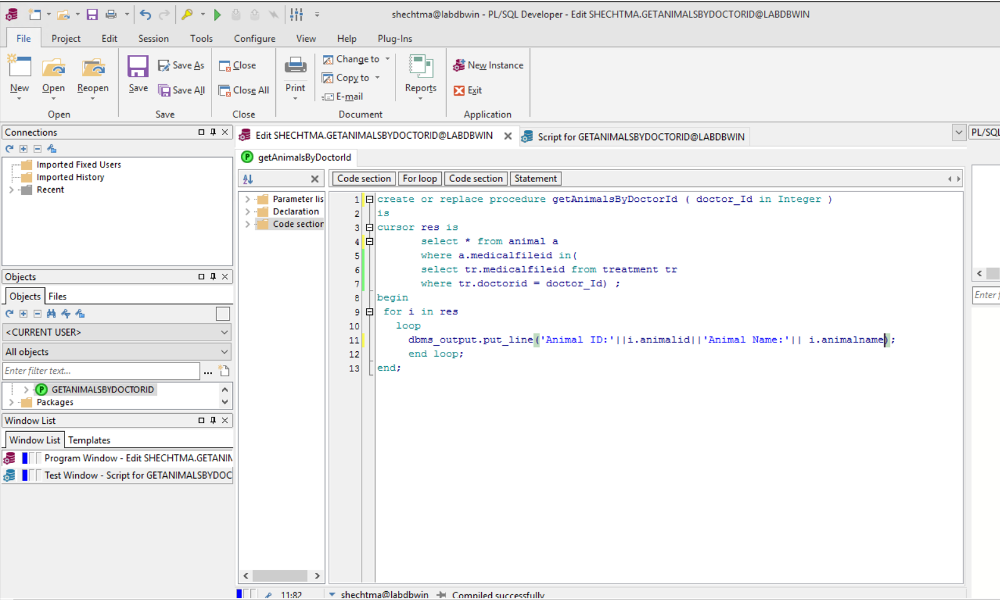 shechtma@labdbwin - PL/SQL Developer - Edit SHECHTMA.GETANIMALSBYDOCTORID@LABDBWIN
File Project Edit Session Tools Configure View Help Plug-Ins
New Open Reopen
Open
Save Save As Save All
Save
Close Close All
Close
Print Change to Copy to E-mail Reports
Document
New Instance Exit
Application
Connections
Imported Fixed Users
Imported History
Recent
Objects
Objects Files
<CURRENT USER>
All objects
Enter filter text... ...
GETANIMALSBYDOCTORID
Packages
Window List
Window List Templates
Program Window - Edit SHECHTMA.GETANIM
Test Window - Script for GETANIMALSBYDOC
Edit SHECHTMA.GETANIMALSBYDOCTORID@LABDBWIN Script for GETANIMALSBYDOCTORID@LABDBWIN PL/SQL
getAnimalsByDoctorId
Code section For loop Code section Statement
Parameter lis
Declaration
Code section
1 create or replace procedure getAnimalsByDoctorId ( doctor_Id in Integer )
2 is
3 cursor res is
4 select * from animal a
5 where a.medicalfileid in(
6 select tr.medicalfileid from treatment tr
7 where tr.doctorid = doctor_Id) ;
8 begin
9 for i in res
10 loop
11 dbms_output.put_line('Animal ID:'||i.animalid||'Animal Name:'|| i.animalname);
12 end loop;
13 end;
Enter f
11:82 shechtma@labdbwin Compiled successfully